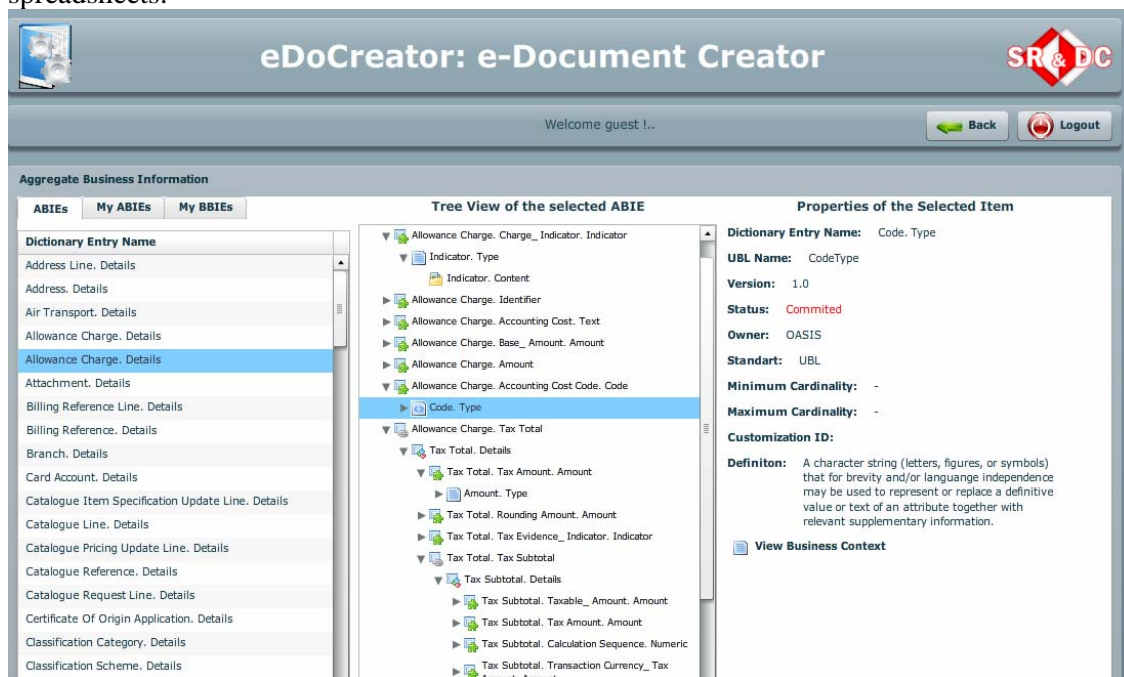 spreadsheets.
eDoCreator: e-Document Creator
SR & DC
Welcome guest !..
Back
Logout
Aggregate Business Information
ABIEs
My ABIEs
My BBIEs
Dictionary Entry Name
Address Line. Details
Address. Details
Air Transport. Details
Allowance Charge. Details
Allowance Charge. Details
Attachment. Details
Billing Reference Line. Details
Billing Reference. Details
Branch. Details
Card Account. Details
Catalogue Item Specification Update Line. Details
Catalogue Line. Details
Catalogue Pricing Update Line. Details
Catalogue Reference. Details
Catalogue Request Line. Details
Certificate Of Origin Application. Details
Classification Category. Details
Classification Scheme. Details
Tree View of the selected ABIE
Allowance Charge. Charge_ Indicator. Indicator
Indicator. Type
Indicator. Content
Allowance Charge. Identifier
Allowance Charge. Accounting Cost. Text
Allowance Charge. Base_ Amount. Amount
Allowance Charge. Amount
Allowance Charge. Accounting Cost Code. Code
Code. Type
Allowance Charge. Tax Total
Tax Total. Details
Tax Total. Tax Amount. Amount
Amount. Type
Tax Total. Rounding Amount. Amount
Tax Total. Tax Evidence_ Indicator. Indicator
Tax Total. Tax Subtotal
Tax Subtotal. Details
Tax Subtotal. Taxable_ Amount. Amount
Tax Subtotal. Tax Amount. Amount
Tax Subtotal. Calculation Sequence. Numeric
Tax Subtotal. Transaction Currency_ Tax
Properties of the Selected Item
Dictionary Entry Name: Code. Type
UBL Name: CodeType
Version: 1.0
Status: Commited
Owner: OASIS
Standart: UBL
Minimum Cardinality: -
Maximum Cardinality: -
Customization ID:
Definiton: A character string (letters, figures, or symbols)
that for brevity and/or languange independence
may be used to represent or replace a definitive
value or text of an attribute together with
relevant supplementary information.
View Business Context